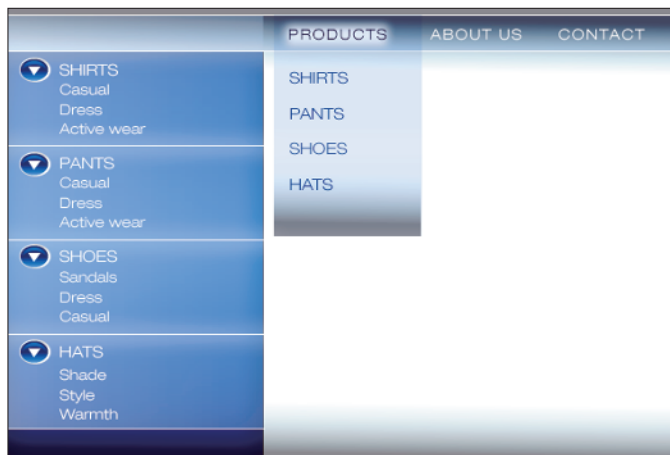 PRODUCTS ABOUT US CONTACT
SHIRTS
Casual
Dress
Active wear
PANTS
Casual
Dress
Active wear
SHOES
Sandals
Dress
Casual
HATS
Shade
Style
Warmth
SHIRTS
PANTS
SHOES
HATS